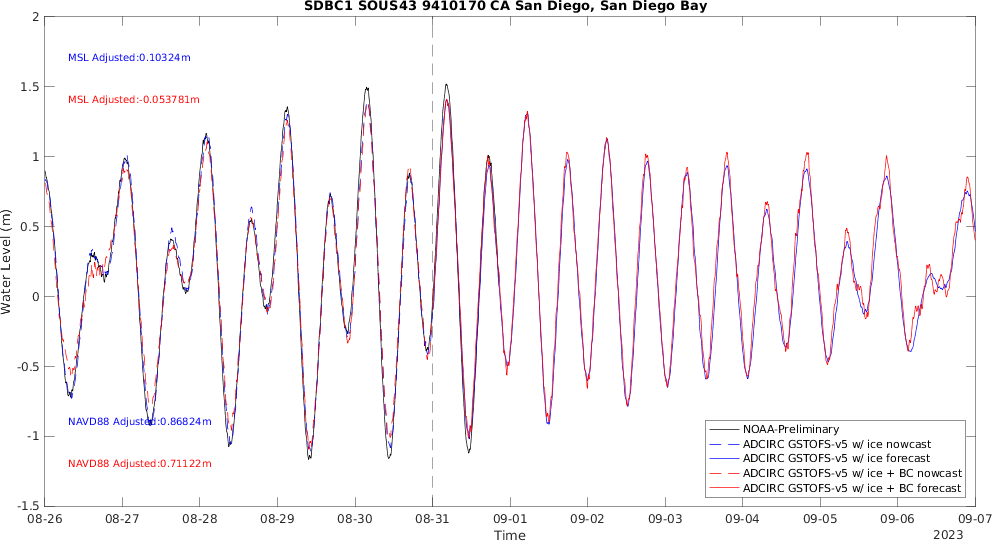 SDBC1 SOUS43 9410170 CA San Diego, San Diego Bay
2
MSL Adjusted:0.10324m
1.5
MSL Adjusted:-0.053781m
1
0.5
Water Level (m)
0
-0.5
NAVD88 Adjusted:0.86824m
-1
NAVD88 Adjusted:0.71122m
-1.5
NOAA-Preliminary
ADCIRC GSTOFS-v5 w/ ice nowcast
ADCIRC GSTOFS-v5 w/ ice forecast
ADCIRC GSTOFS-v5 w/ ice + BC nowcast
ADCIRC GSTOFS-v5 w/ ice + BC forecast
08-26 08-27 08-28 08-29 08-30 08-31 09-01 09-02 09-03 09-04 09-05 09-06 09-07
Time
2023